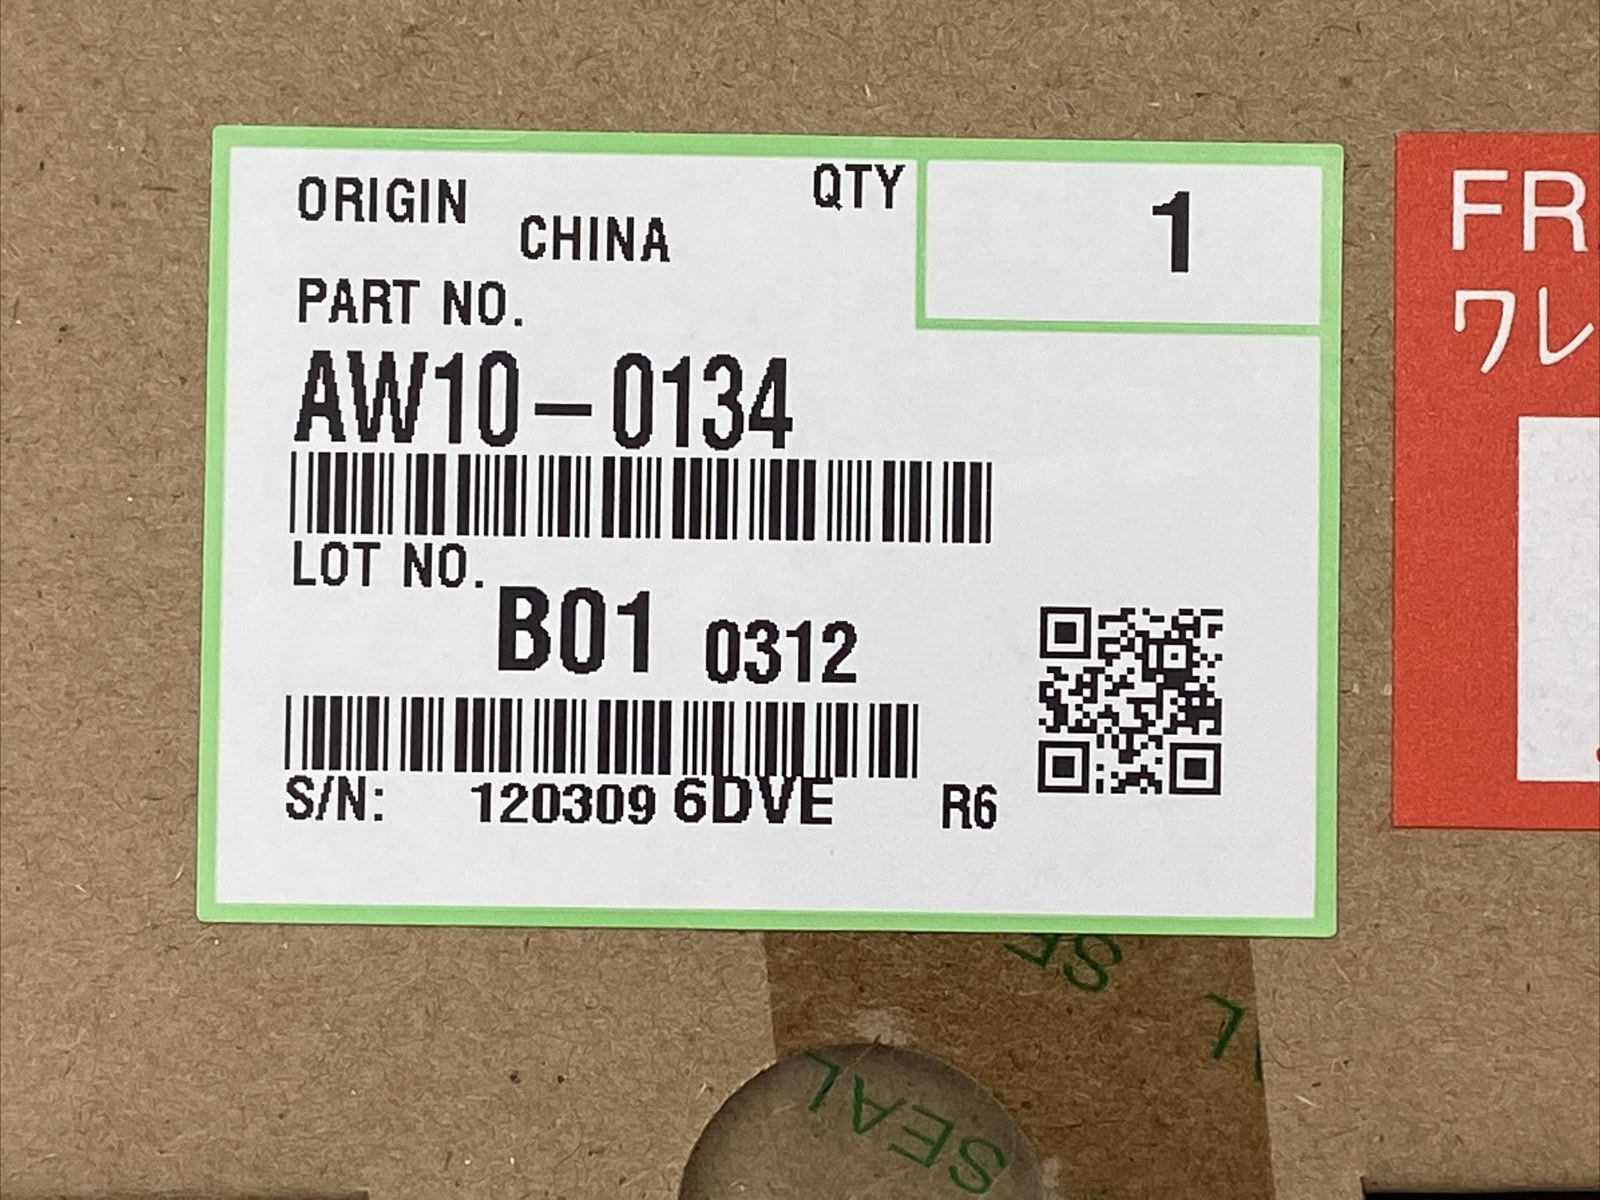 ORIGIN
CHINA
QTY
1
PART NO.
AW10-0134
LOT NO.
B01 0312
S/N: 120309 6DVE R6
FR
ワレ
SE
L
SEAL